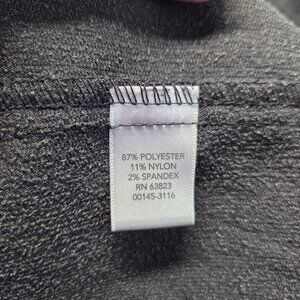 87% POLYESTER
11% NYLON
2% SPANDEX
RN 63823
00145-3116